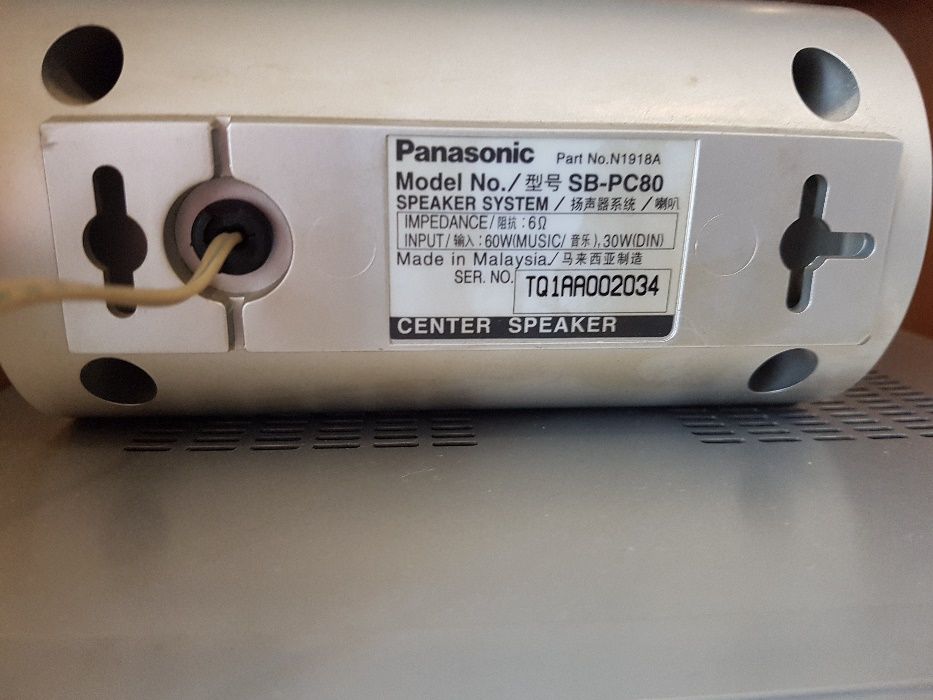 Panasonic Part No.N1918A
Model No./型号 SB-PC80
SPEAKER SYSTEM / 扬声器系统 / 喇叭
IMPEDANCE/阻抗:6Ω
INPUT/输入:60W(MUSIC/音乐),30W(DIN)
Made in Malaysia/马来西亚制造
SER. NO. TQ1AA002034
CENTER SPEAKER